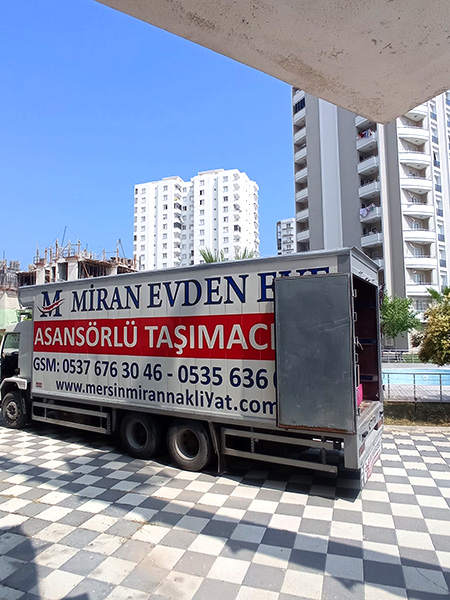 M MİRAN EVDEN EVE
ASANSÖRLÜ TAŞIMAC
GSM: 0537 676 30 46 - 0535 636
www.mersinmirannakliyat.com